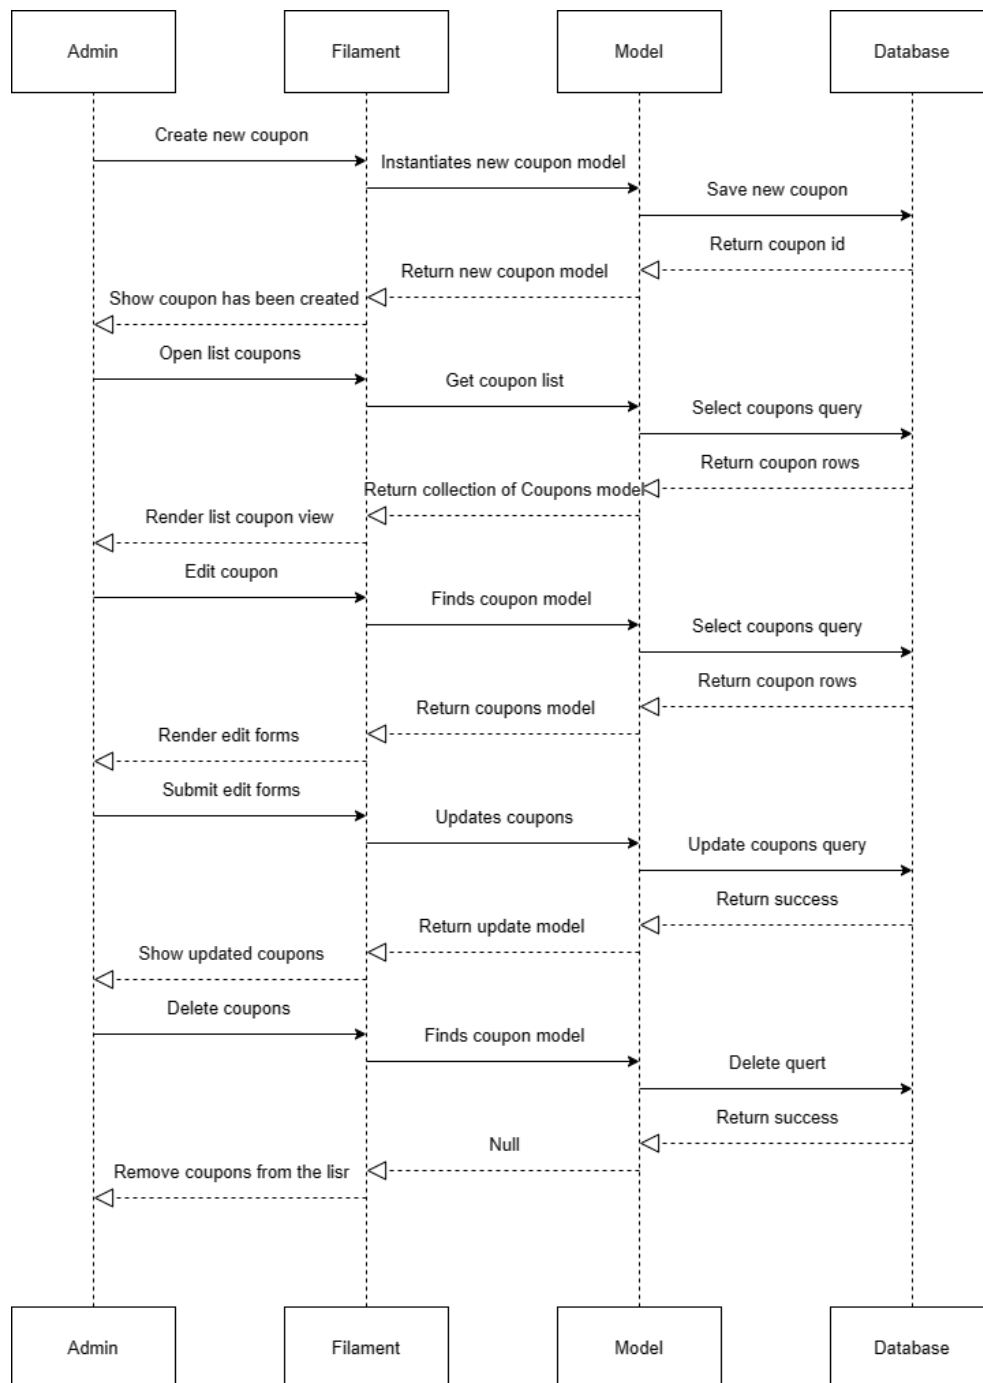 Admin
Filament
Model
Database
Create new coupon
Instantiates new coupon model
Save new coupon
Return coupon id
Return new coupon model
Show coupon has been created
Open list coupons
Get coupon list
Select coupons query
Return coupon rows
Return collection of Coupons model
Render list coupon view
Edit coupon
Finds coupon model
Select coupons query
Return coupon rows
Return coupons model
Render edit forms
Submit edit forms
Updates coupons
Update coupons query
Return success
Return update model
Show updated coupons
Delete coupons
Finds coupon model
Delete quert
Return success
Null
Remove coupons from the lisr
Admin
Filament
Model
Database